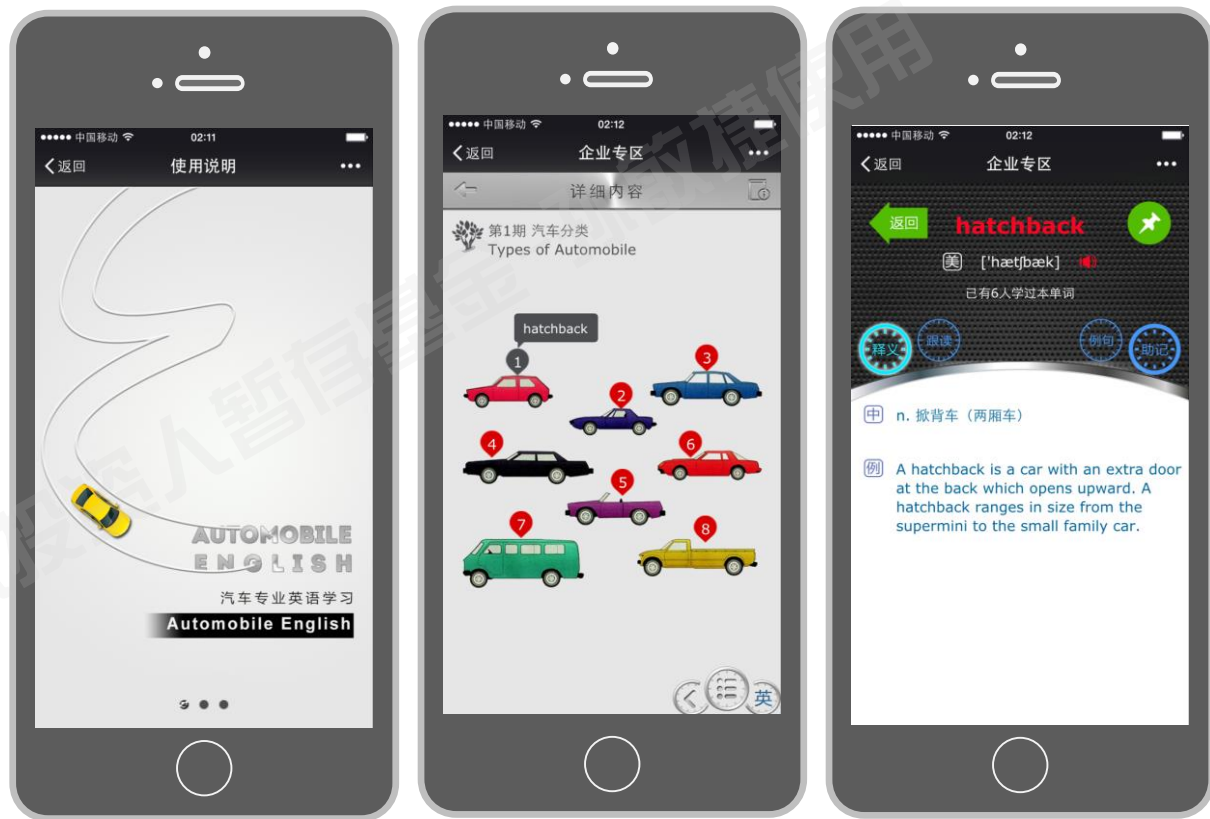 中国移动
02:11
返回
使用说明
AUTOMOBILE
ENGLISH
汽车专业英语学习
Automobile English
中国移动
02:12
返回
企业专区
详细内容
第1期 汽车分类
Types of Automobile
hatchback
1
2
3
4
5
6
7
8
英
中国移动
02:12
返回
企业专区
返回
hatchback
美 ['hætʃbæk]
已有6人学过本单词
释义
跟读
例句
助记
中 n. 掀背车（两厢车）
例 A hatchback is a car with an extra door
at the back which opens upward. A
hatchback ranges in size from the
supermini to the small family car.